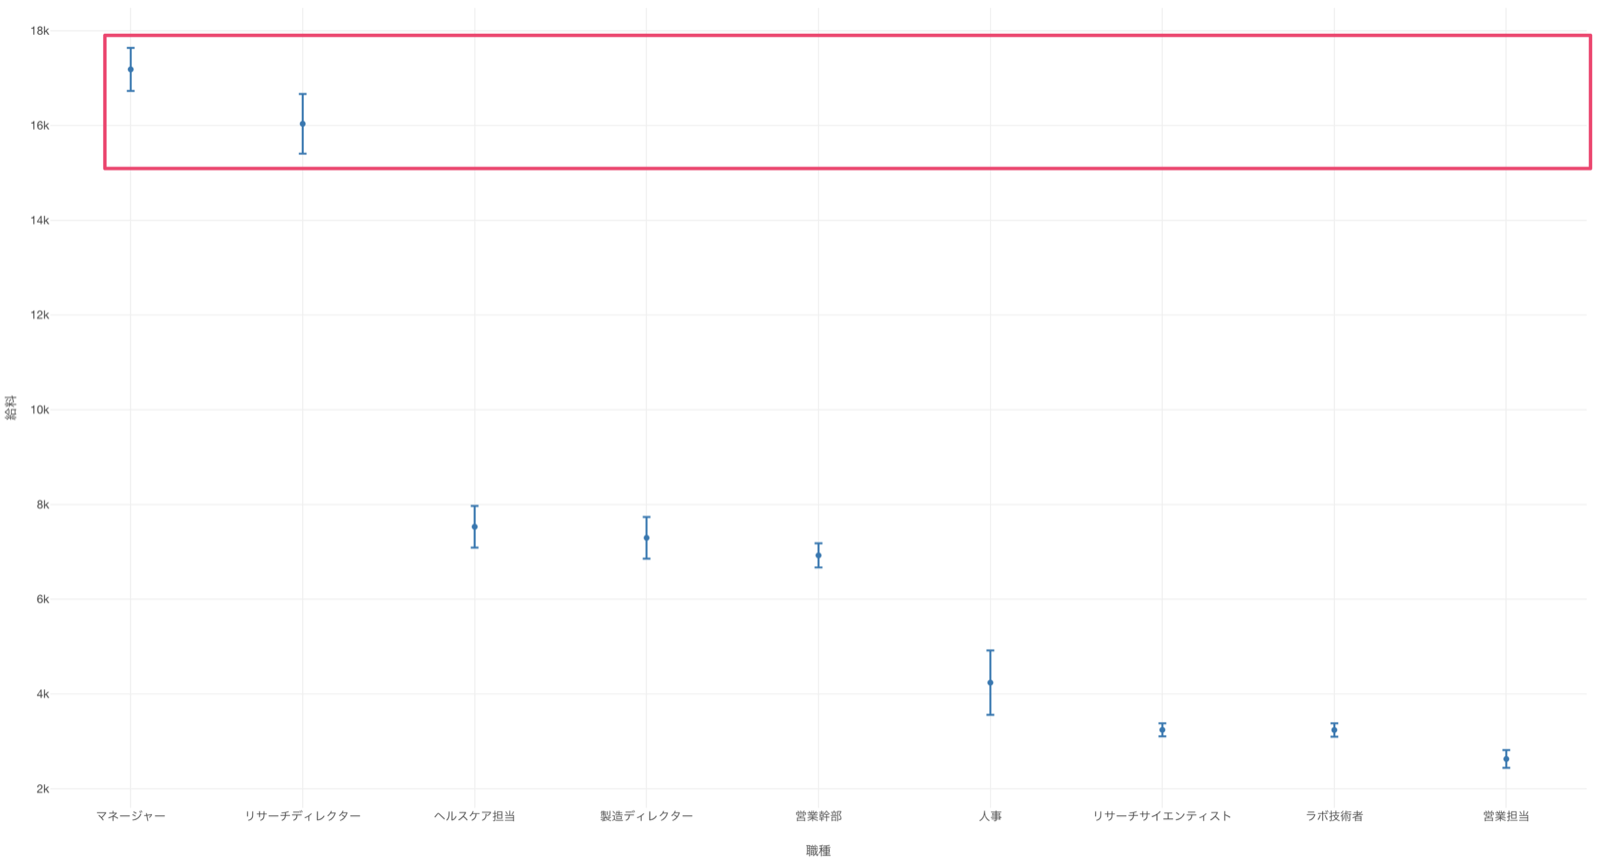 18k
16k
14k
12k
10k
8k
6k
4k
2k
給料
マネージャー
リサーチディレクター
ヘルスケア担当
製造ディレクター
営業幹部
人事
リサーチサイエンティスト
ラボ技術者
営業担当
職種